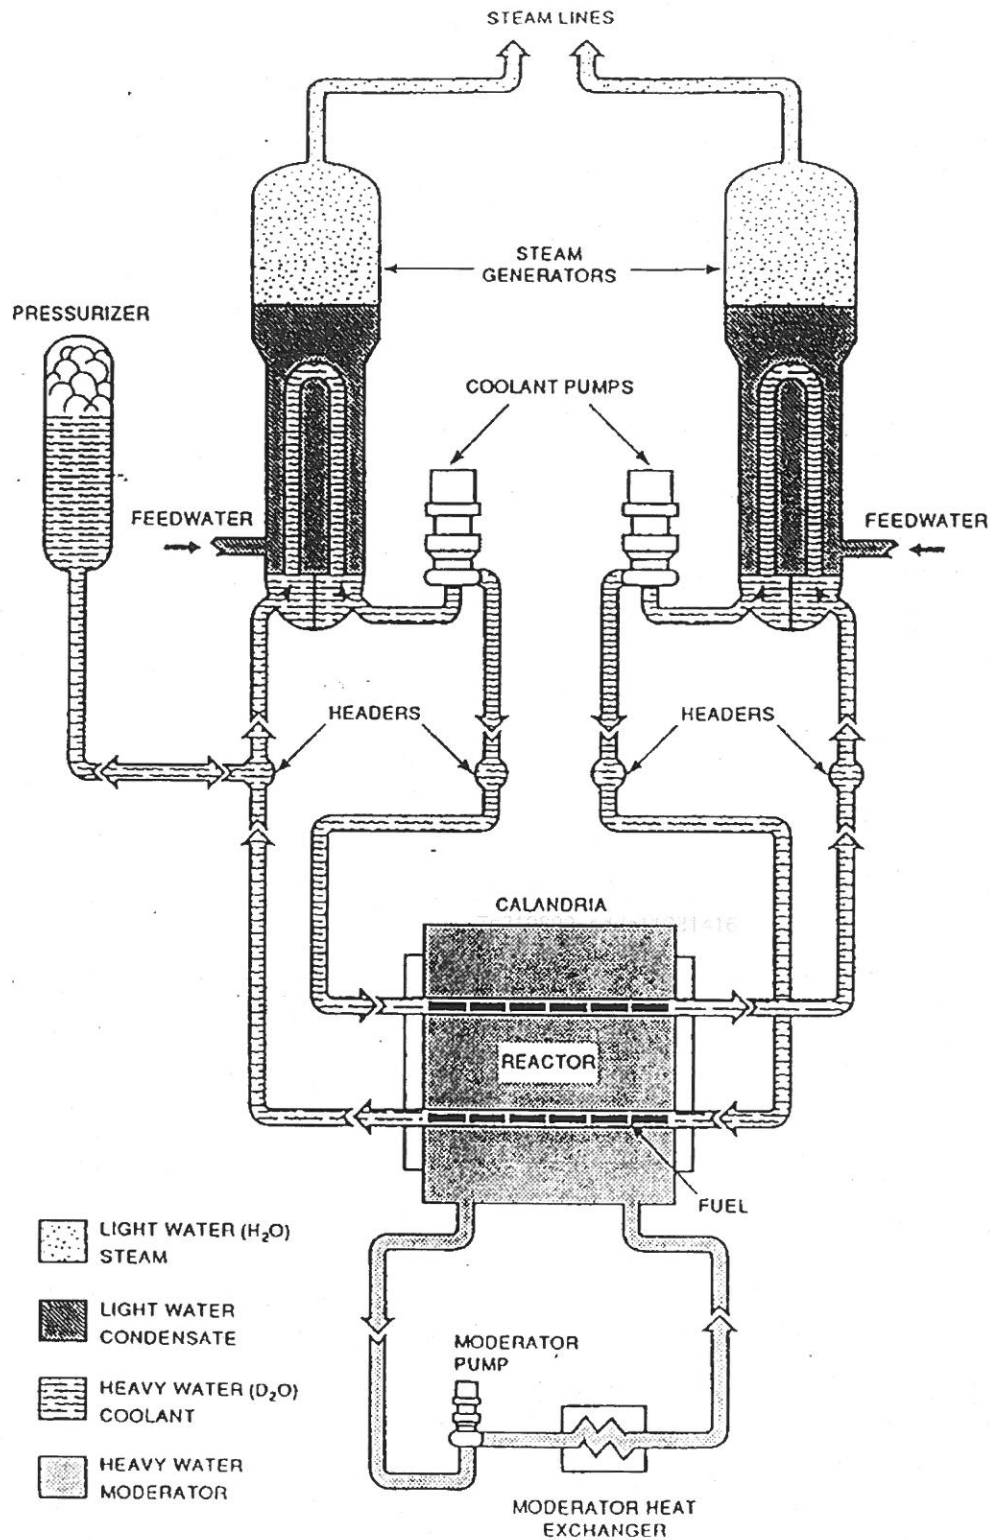 STEAM LINES
STEAM
GENERATORS
PRESSURIZER
COOLANT PUMPS
FEEDWATER
FEEDWATER
HEADERS
HEADERS
CALANDRIA
REACTOR
FUEL
LIGHT WATER (H₂O)
STEAM
LIGHT WATER
CONDENSATE
HEAVY WATER (D₂O)
COOLANT
HEAVY WATER
MODERATOR
MODERATOR
PUMP
MODERATOR HEAT
EXCHANGER